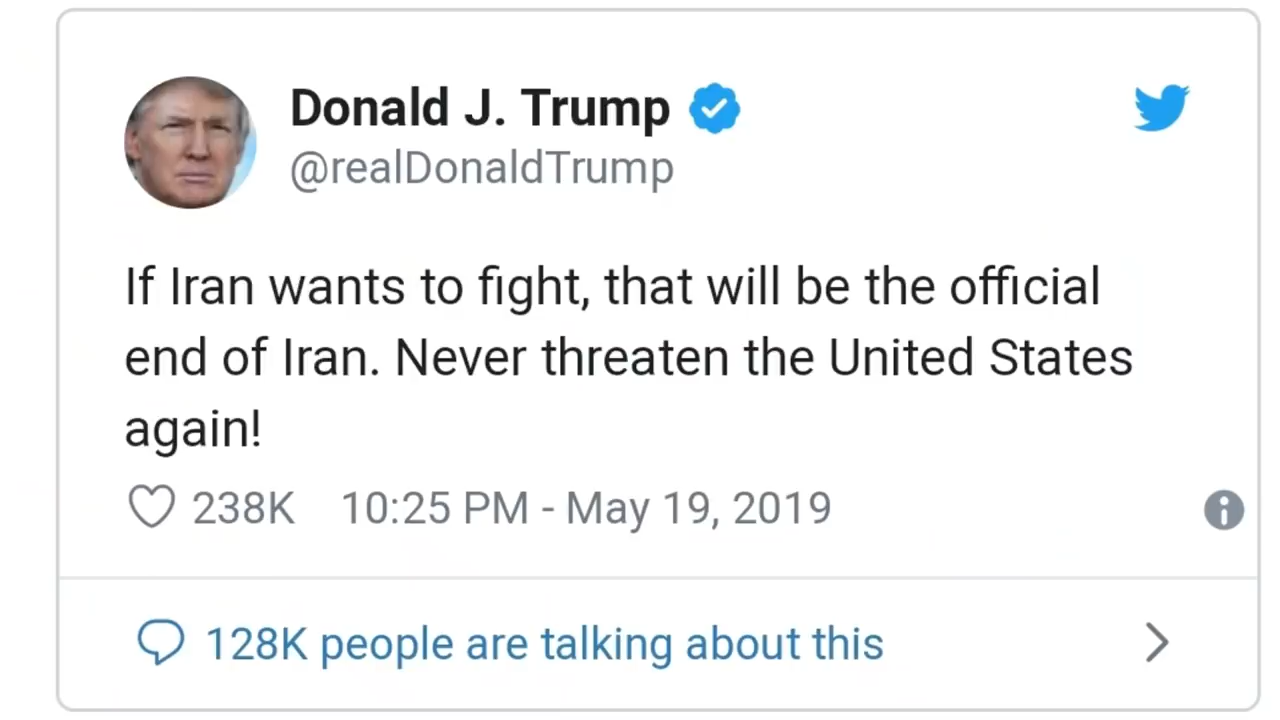 Donald J. Trump
@realDonaldTrump
If Iran wants to fight, that will be the official
end of Iran. Never threaten the United States
again!
238K 10:25 PM - May 19, 2019
128K people are talking about this